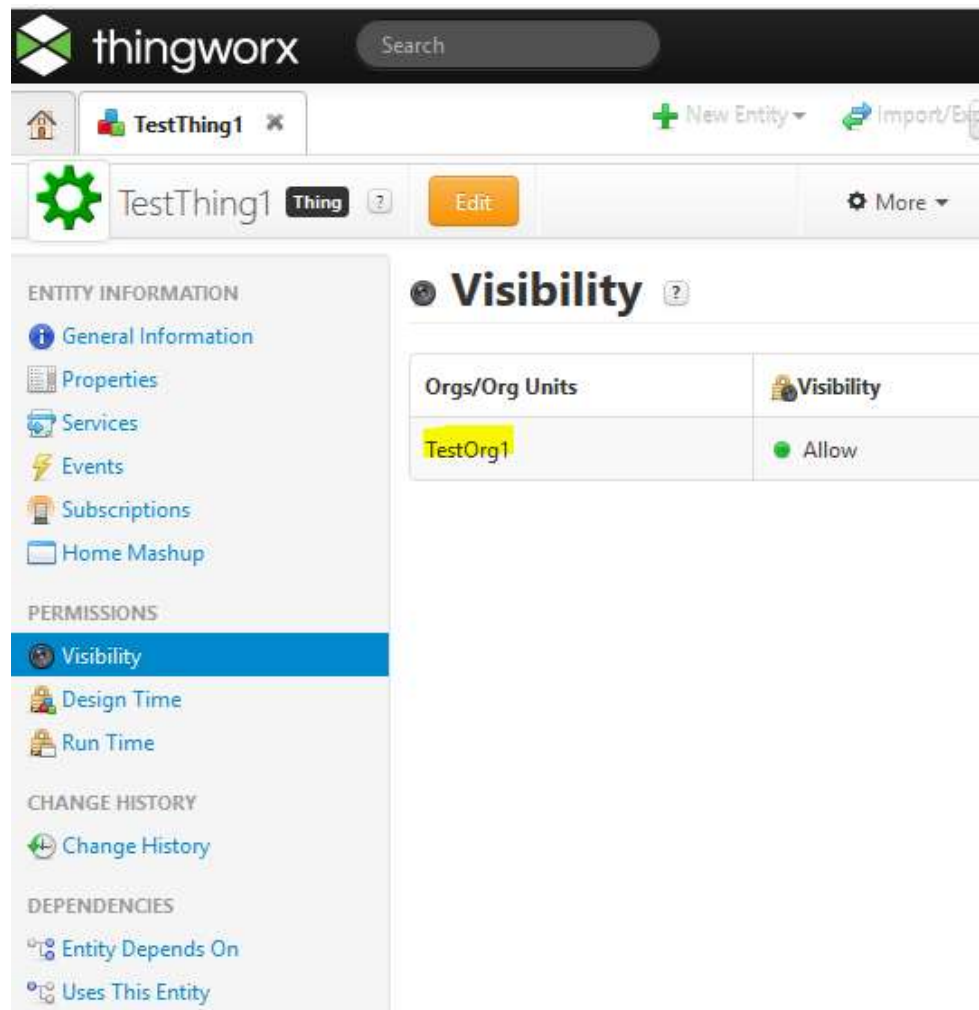 thingworx Search
TestThing1 New Entity Import/Exp
TestThing1 Thing ? Edit More
ENTITY INFORMATION
General Information
Properties
Services
Events
Subscriptions
Home Mashup
PERMISSIONS
Visibility
Design Time
Run Time
CHANGE HISTORY
Change History
DEPENDENCIES
Entity Depends On
Uses This Entity
Visibility ?
Orgs/Org Units Visibility
TestOrg1 Allow